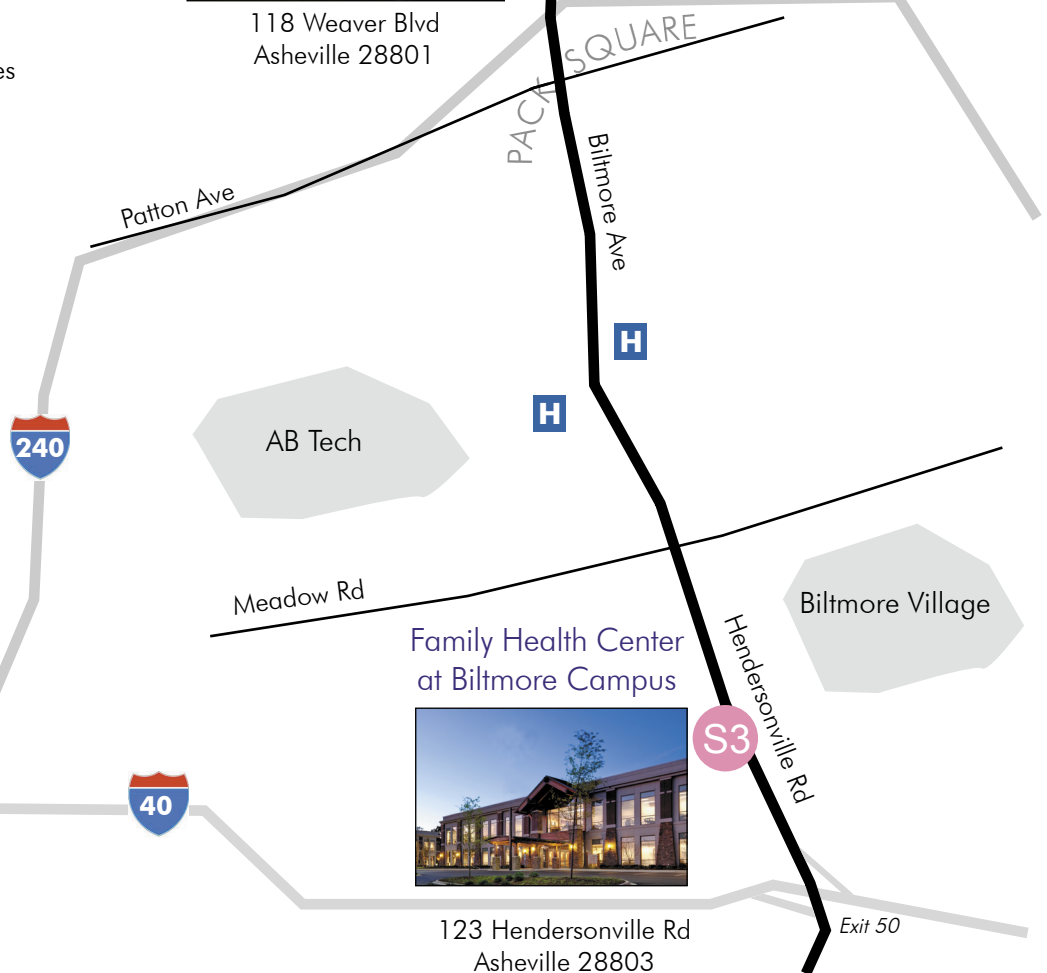 118 Weaver Blvd
Asheville 28801
es
PACK SQUARE
Patton Ave
Biltmore Ave
H
H
240
AB Tech
Meadow Rd
Biltmore Village
Family Health Center
at Biltmore Campus
Hendersonville Rd
S3
40
123 Hendersonville Rd
Asheville 28803
Exit 50